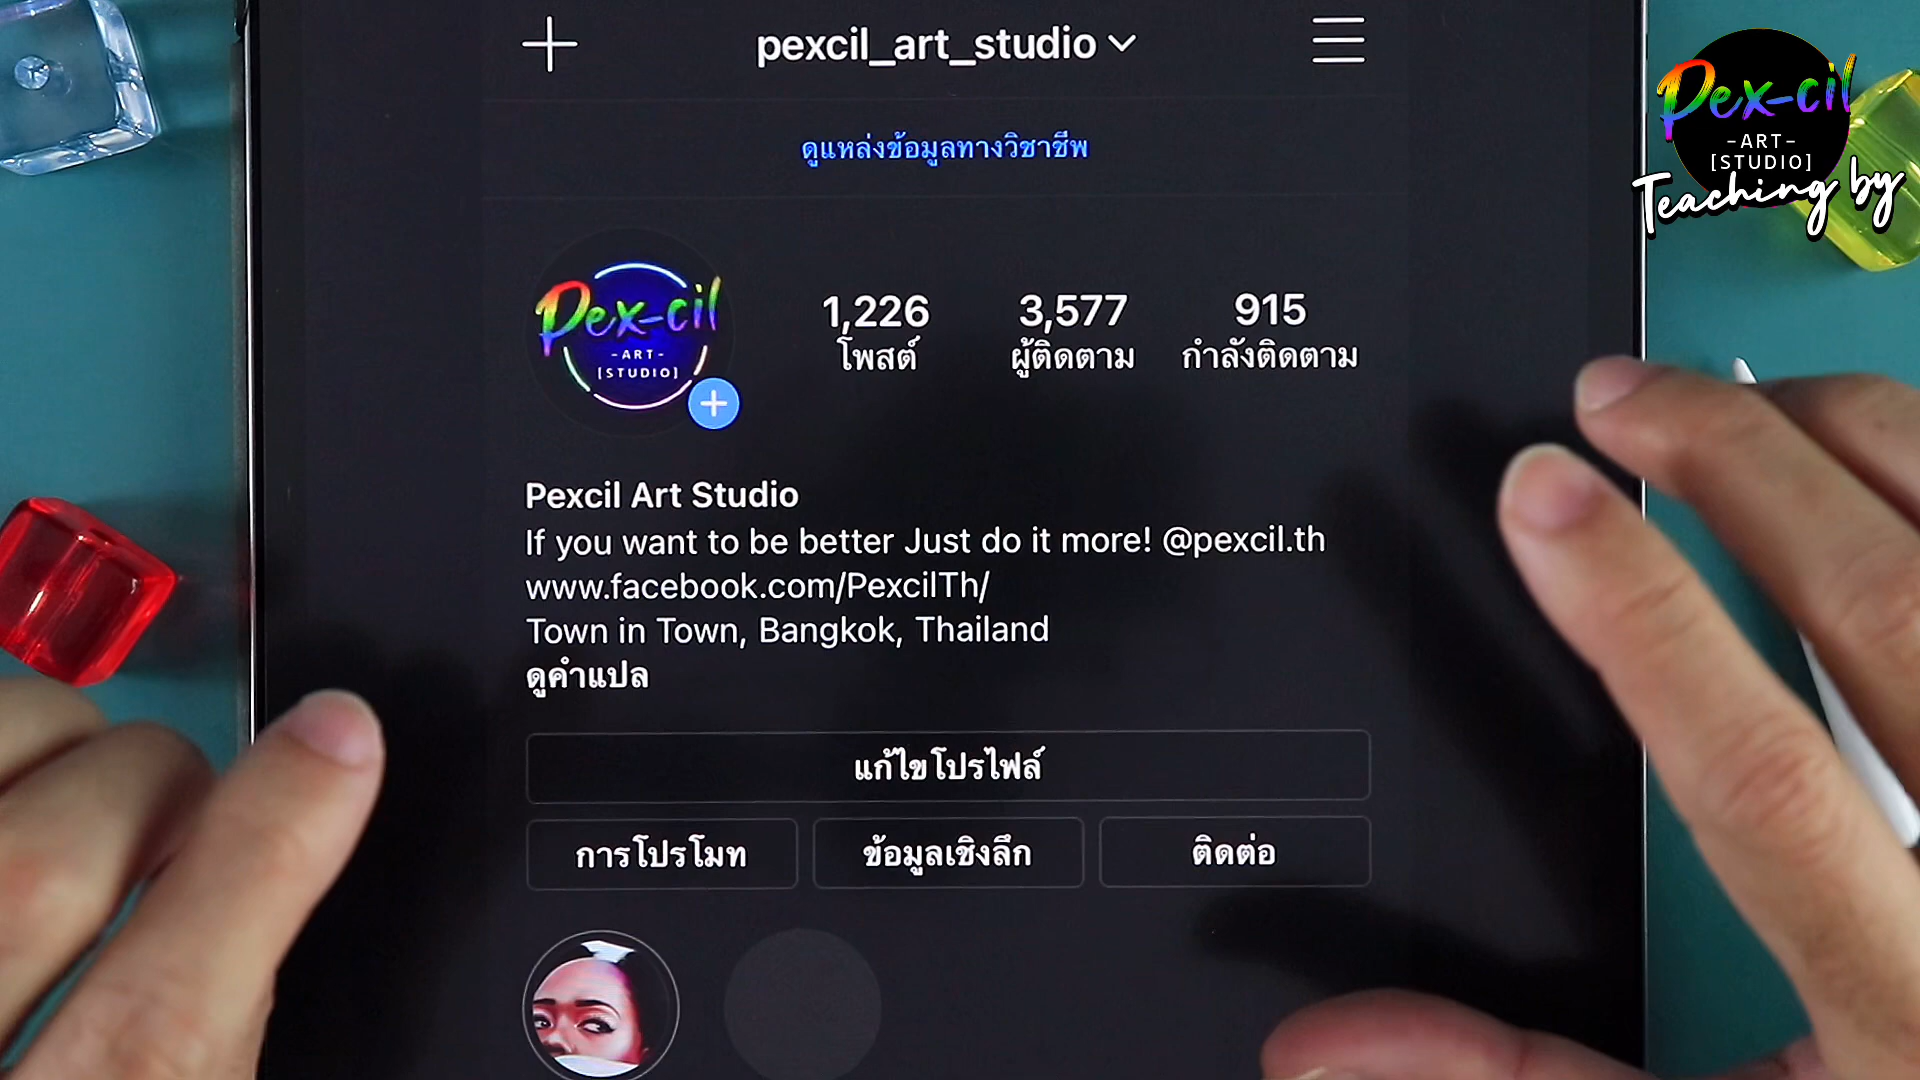 pexcil_art_studio
Pex-cil
-ART-
[STUDIO]
Teaching by
ดูแหล่งข้อมูลทางวิชาชีพ
Pex-cil
-ART-
[STUDIO]
1,226
โพสต์
3,577
ผู้ติดตาม
915
กำลังติดตาม
Pexcil Art Studio
If you want to be better Just do it more! @pexcil.th
www.facebook.com/PexcilTh/
Town in Town, Bangkok, Thailand
ดูคำแปล
แก้ไขโปรไฟล์
การโปรโมท
ข้อมูลเชิงลึก
ติดต่อ